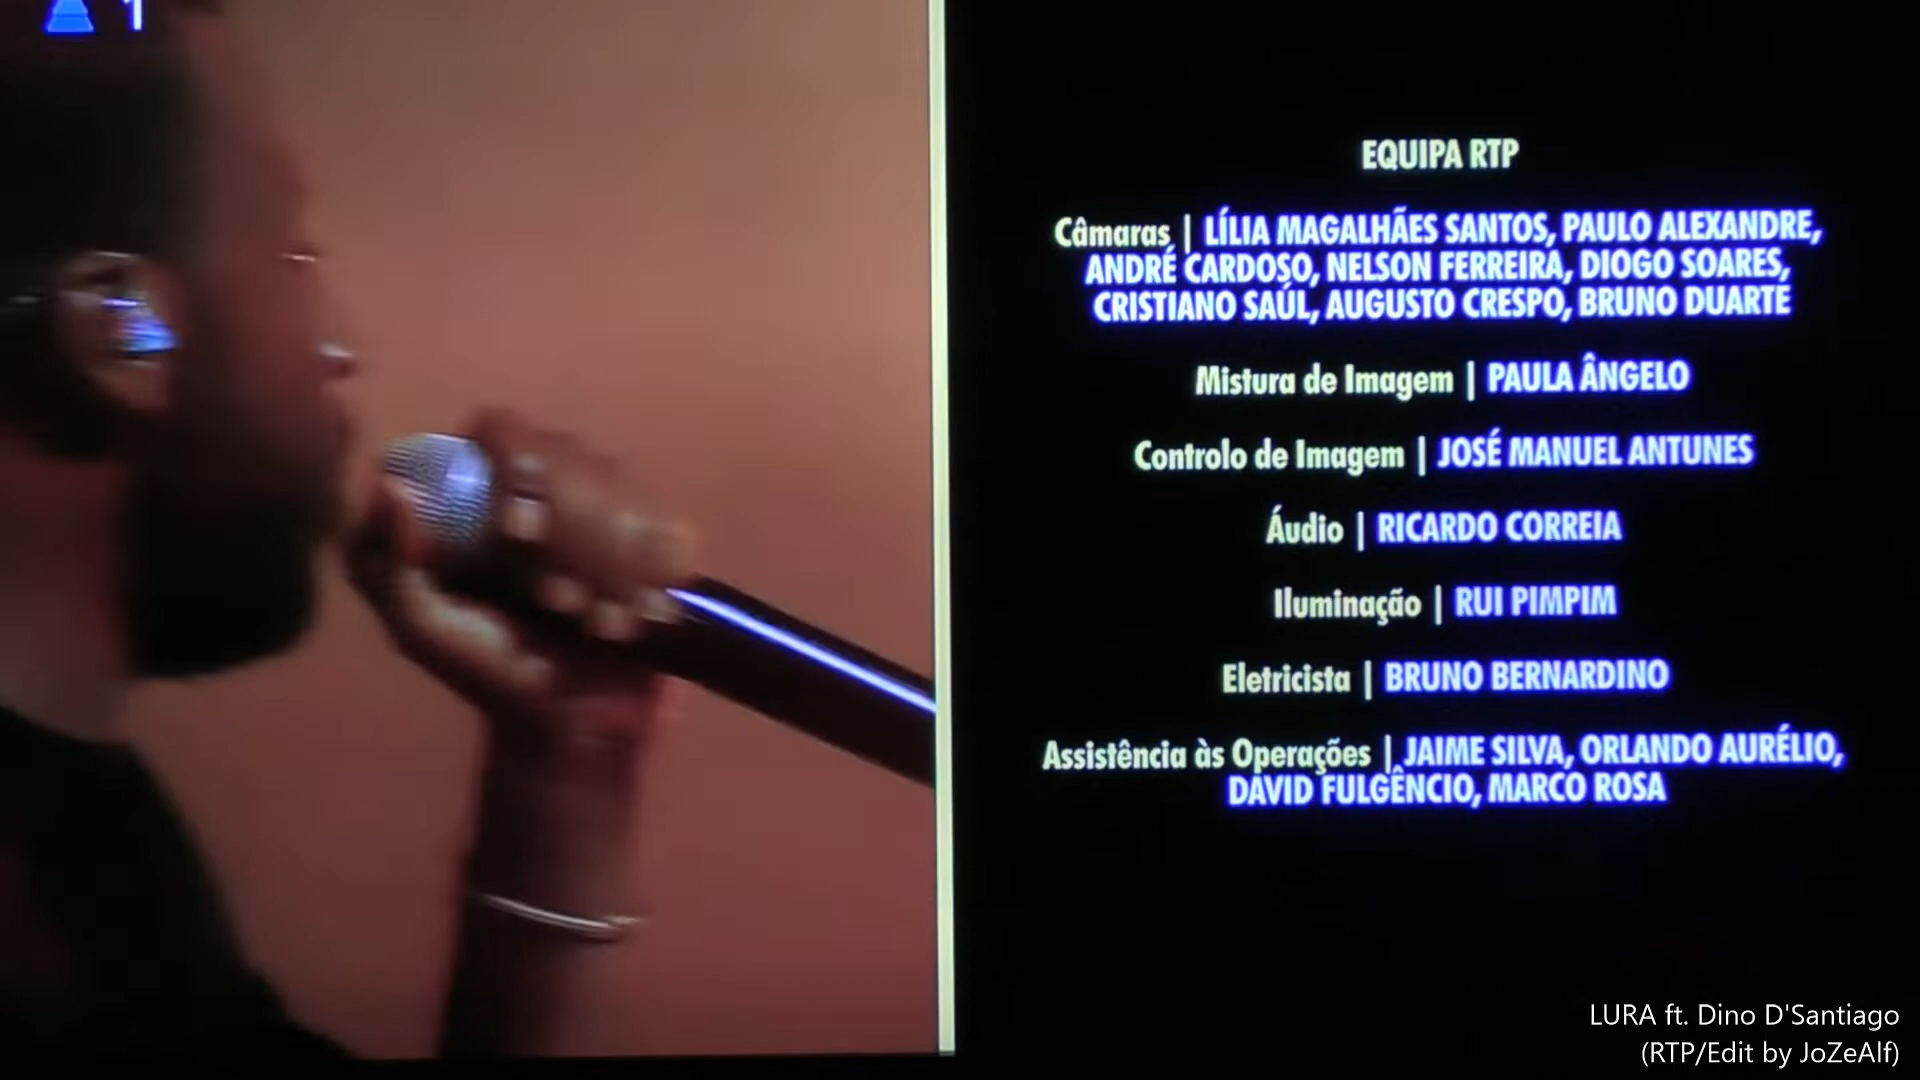 1
EQUIPA RTP
Câmaras | LÍLIA MAGALHÃES SANTOS, PAULO ALEXANDRE,
ANDRÉ CARDOSO, NELSON FERREIRA, DIOGO SOARES,
CRISTIANO SAÚL, AUGUSTO CRESPO, BRUNO DUARTE
Mistura de Imagem | PAULA ÂNGELO
Controlo de Imagem | JOSÉ MANUEL ANTUNES
Áudio | RICARDO CORREIA
Iluminação | RUI PIMPIM
Eletricista | BRUNO BERNARDINO
Assistência às Operações | JAIME SILVA, ORLANDO AURÉLIO,
DAVID FULGÊNCIO, MARCO ROSA
LURA ft. Dino D'Santiago
(RTP/Edit by JoZeAlf)